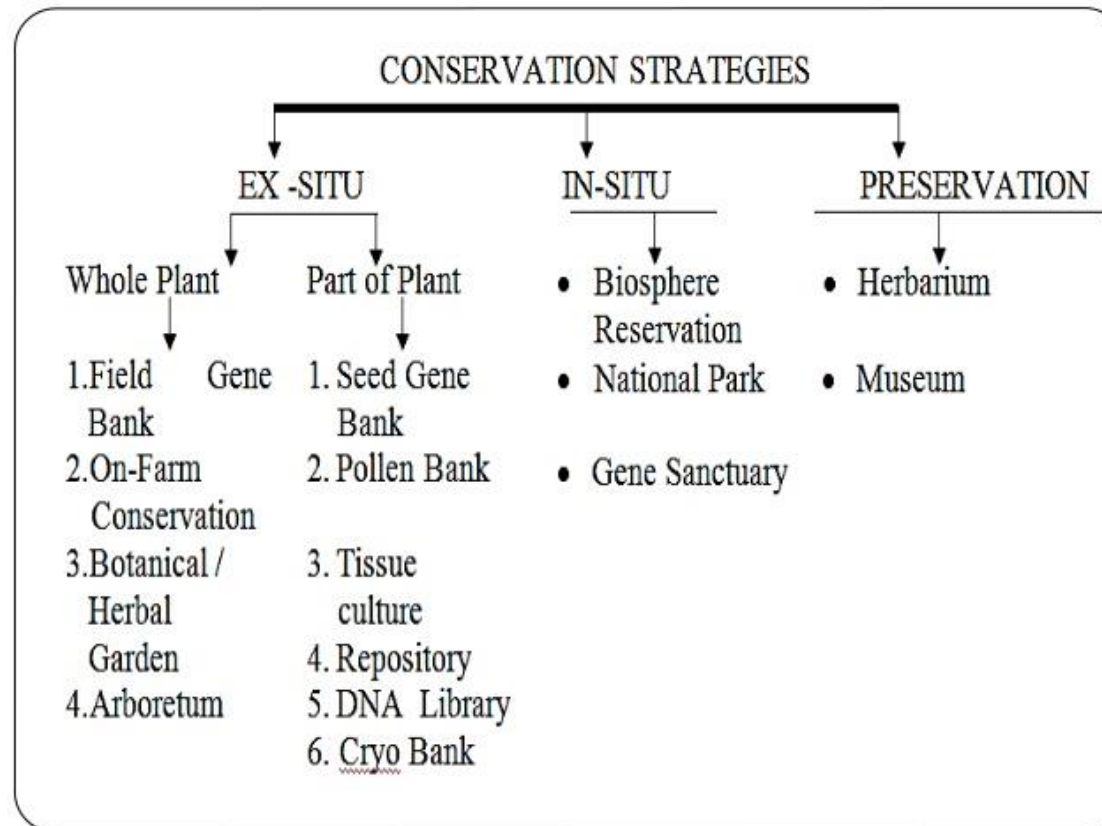 CONSERVATION STRATEGIES
EX -SITU
IN-SITU
PRESERVATION
Whole Plant
1.Field Gene
Bank
2.On-Farm
Conservation
3.Botanical /
Herbal
Garden
4.Arboretum
Part of Plant
1. Seed Gene
Bank
2. Pollen Bank
3. Tissue
culture
4. Repository
5. DNA Library
6. Cryo Bank
• Biosphere
Reservation
• National Park
• Gene Sanctuary
• Herbarium
• Museum